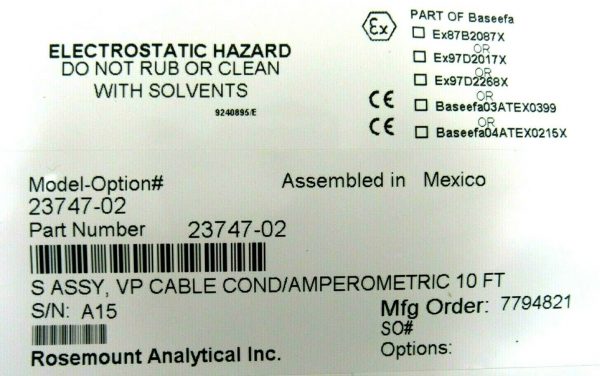 ELECTROSTATIC HAZARD
DO NOT RUB OR CLEAN
WITH SOLVENTS
9240895/E
Ex
PART OF Baseefa
Ex87B2087X
OR
Ex97D2017X
OR
Ex97D2268X
OR
CE Baseefa03ATEX0399
OR
CE Baseefa04ATEX0215X
Model-Option#
23747-02
Assembled in Mexico
Part Number 23747-02
S ASSY, VP CABLE COND/AMPEROMETRIC 10 FT
S/N: A15
Mfg Order: 7794821
SO#
Options:
Rosemount Analytical Inc.